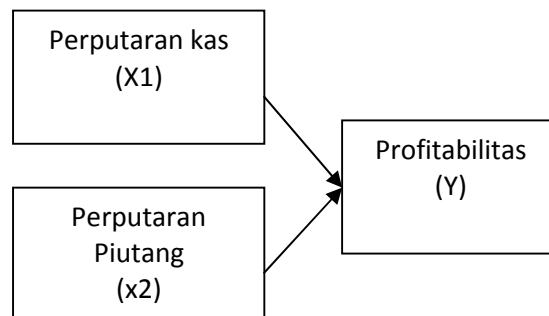 Perputaran kas
(X1)
Profitabilitas
(Y)
Perputaran
Piutang
(x2)